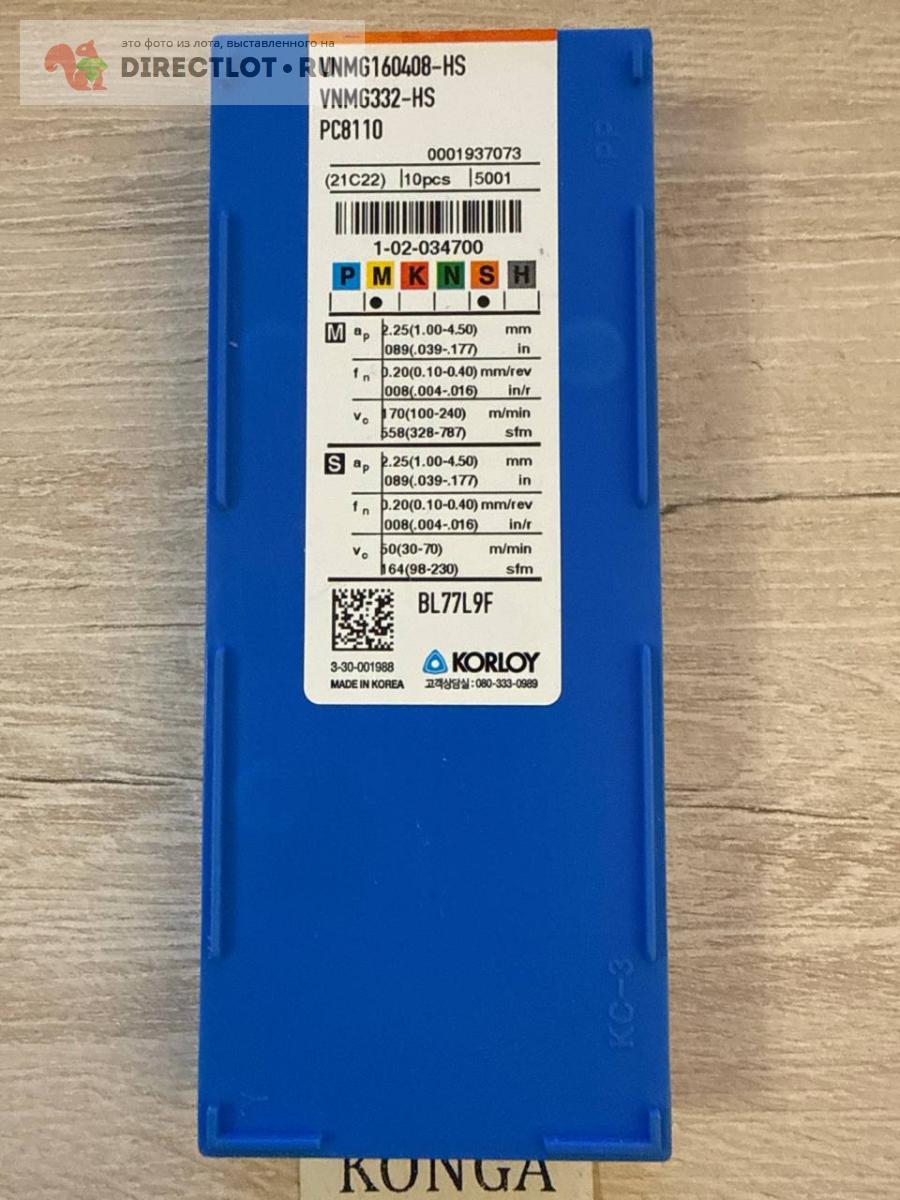 это фото из лота, выставленного на
DIRECTLOT.RU
VNMG160408-HS
VNMG332-HS
PC8110
0001937073
(21C22) 10pcs 5001
1-02-034700
P M K N S H
M ap 2.25(1.00-4.50) mm
089(.039-.177) in
fn 0.20(0.10-0.40) mm/rev
008(.004-.016) in/r
vc 170(100-240) m/min
558(328-787) sfm
S ap 2.25(1.00-4.50) mm
089(.039-.177) in
fn 0.20(0.10-0.40) mm/rev
008(.004-.016) in/r
vc 50(30-70) m/min
164(98-230) sfm
BL77L9F
3-30-001988
KORLOY
MADE IN KOREA 고객상담실 : 080-333-0989
PP
KC-3
KONGA